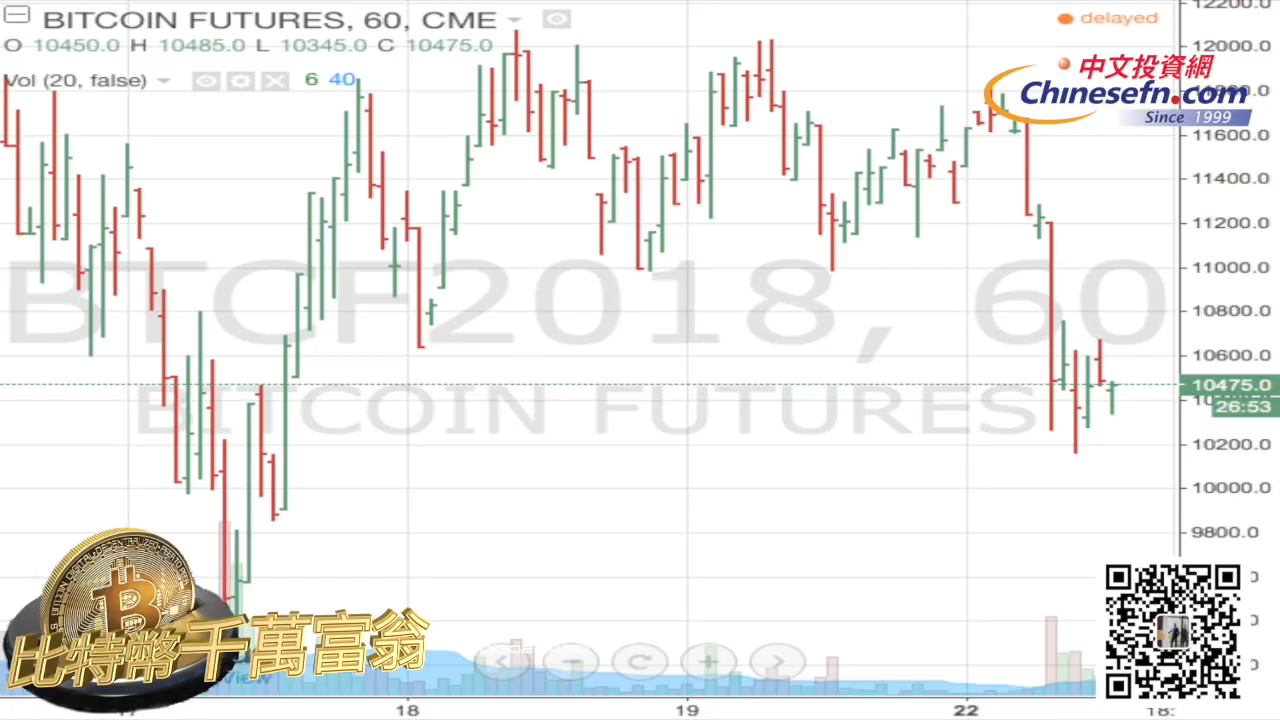 BITCOIN FUTURES, 60, CME
delayed
O 10450.0 H 10485.0 L 10345.0 C 10475.0
Vol (20, false)
6 40
中文投資網
Chinesefn.com
Since 1999
12200.0
12000.0
11600.0
11400.0
11200.0
11000.0
10800.0
10600.0
10475.0
26:53
10200.0
10000.0
9800.0
BTCF2018, 60
BITCOIN FUTURES
比特幣千萬富翁
18
19
22
18: